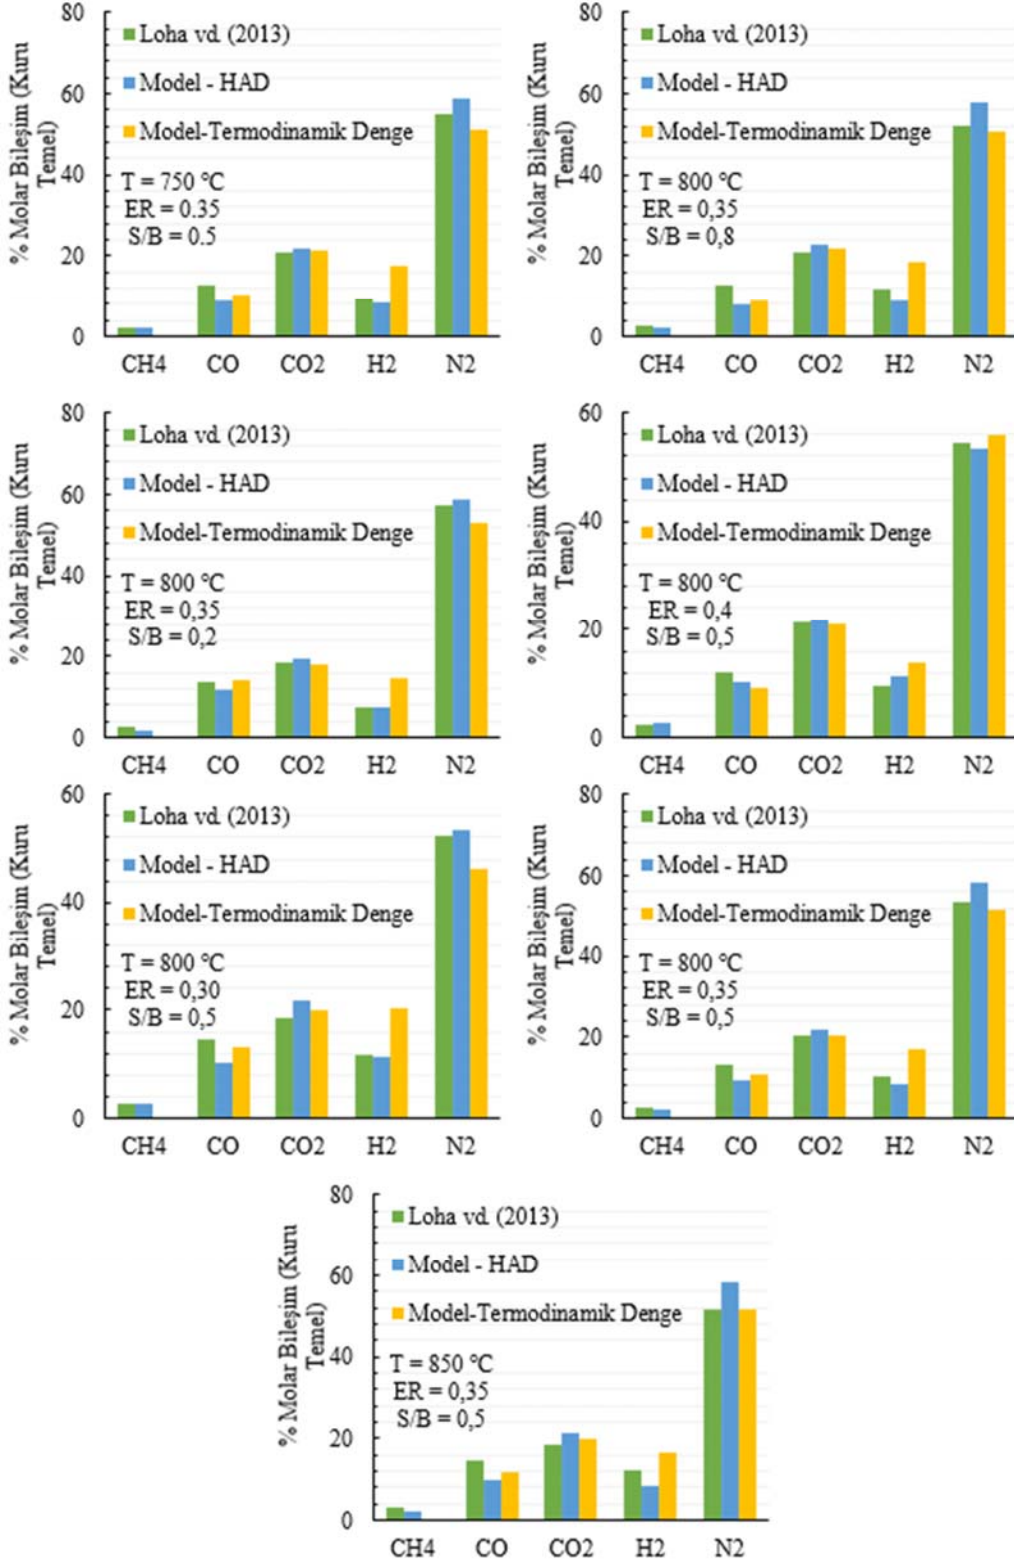 % Molar Bileşim (Kuru
Temel)
80
60
40
20
0
Loha vd. (2013)
Model - HAD
Model-Termodinamik Denge
T = 750 °C
ER = 0.35
S/B = 0.5
CH4 CO CO2 H2 N2
% Molar Bileşim (Kuru
Temel)
80
60
40
20
0
Loha vd. (2013)
Model - HAD
Model-Termodinamik Denge
T = 800 °C
ER = 0,35
S/B = 0,8
CH4 CO CO2 H2 N2
% Molar Bileşim (Kuru
Temel)
80
60
40
20
0
Loha vd. (2013)
Model - HAD
Model-Termodinamik Denge
T = 800 °C
ER = 0,35
S/B = 0,2
CH4 CO CO2 H2 N2
% Molar Bileşim (Kuru
Temel)
60
40
20
0
Loha vd. (2013)
Model - HAD
Model-Termodinamik Denge
T = 800 °C
ER = 0,4
S/B = 0,5
CH4 CO CO2 H2 N2
% Molar Bileşim (Kuru
Temel)
60
40
20
0
Loha vd. (2013)
Model - HAD
Model-Termodinamik Denge
T = 800 °C
ER = 0,30
S/B = 0,5
CH4 CO CO2 H2 N2
% Molar Bileşim (Kuru
Temel)
80
60
40
20
0
Loha vd. (2013)
Model - HAD
Model-Termodinamik Denge
T = 800 °C
ER = 0,35
S/B = 0,5
CH4 CO CO2 H2 N2
% Molar Bileşim (Kuru
Temel)
80
60
40
20
0
Loha vd. (2013)
Model - HAD
Model-Termodinamik Denge
T = 850 °C
ER = 0,35
S/B = 0,5
CH4 CO CO2 H2 N2